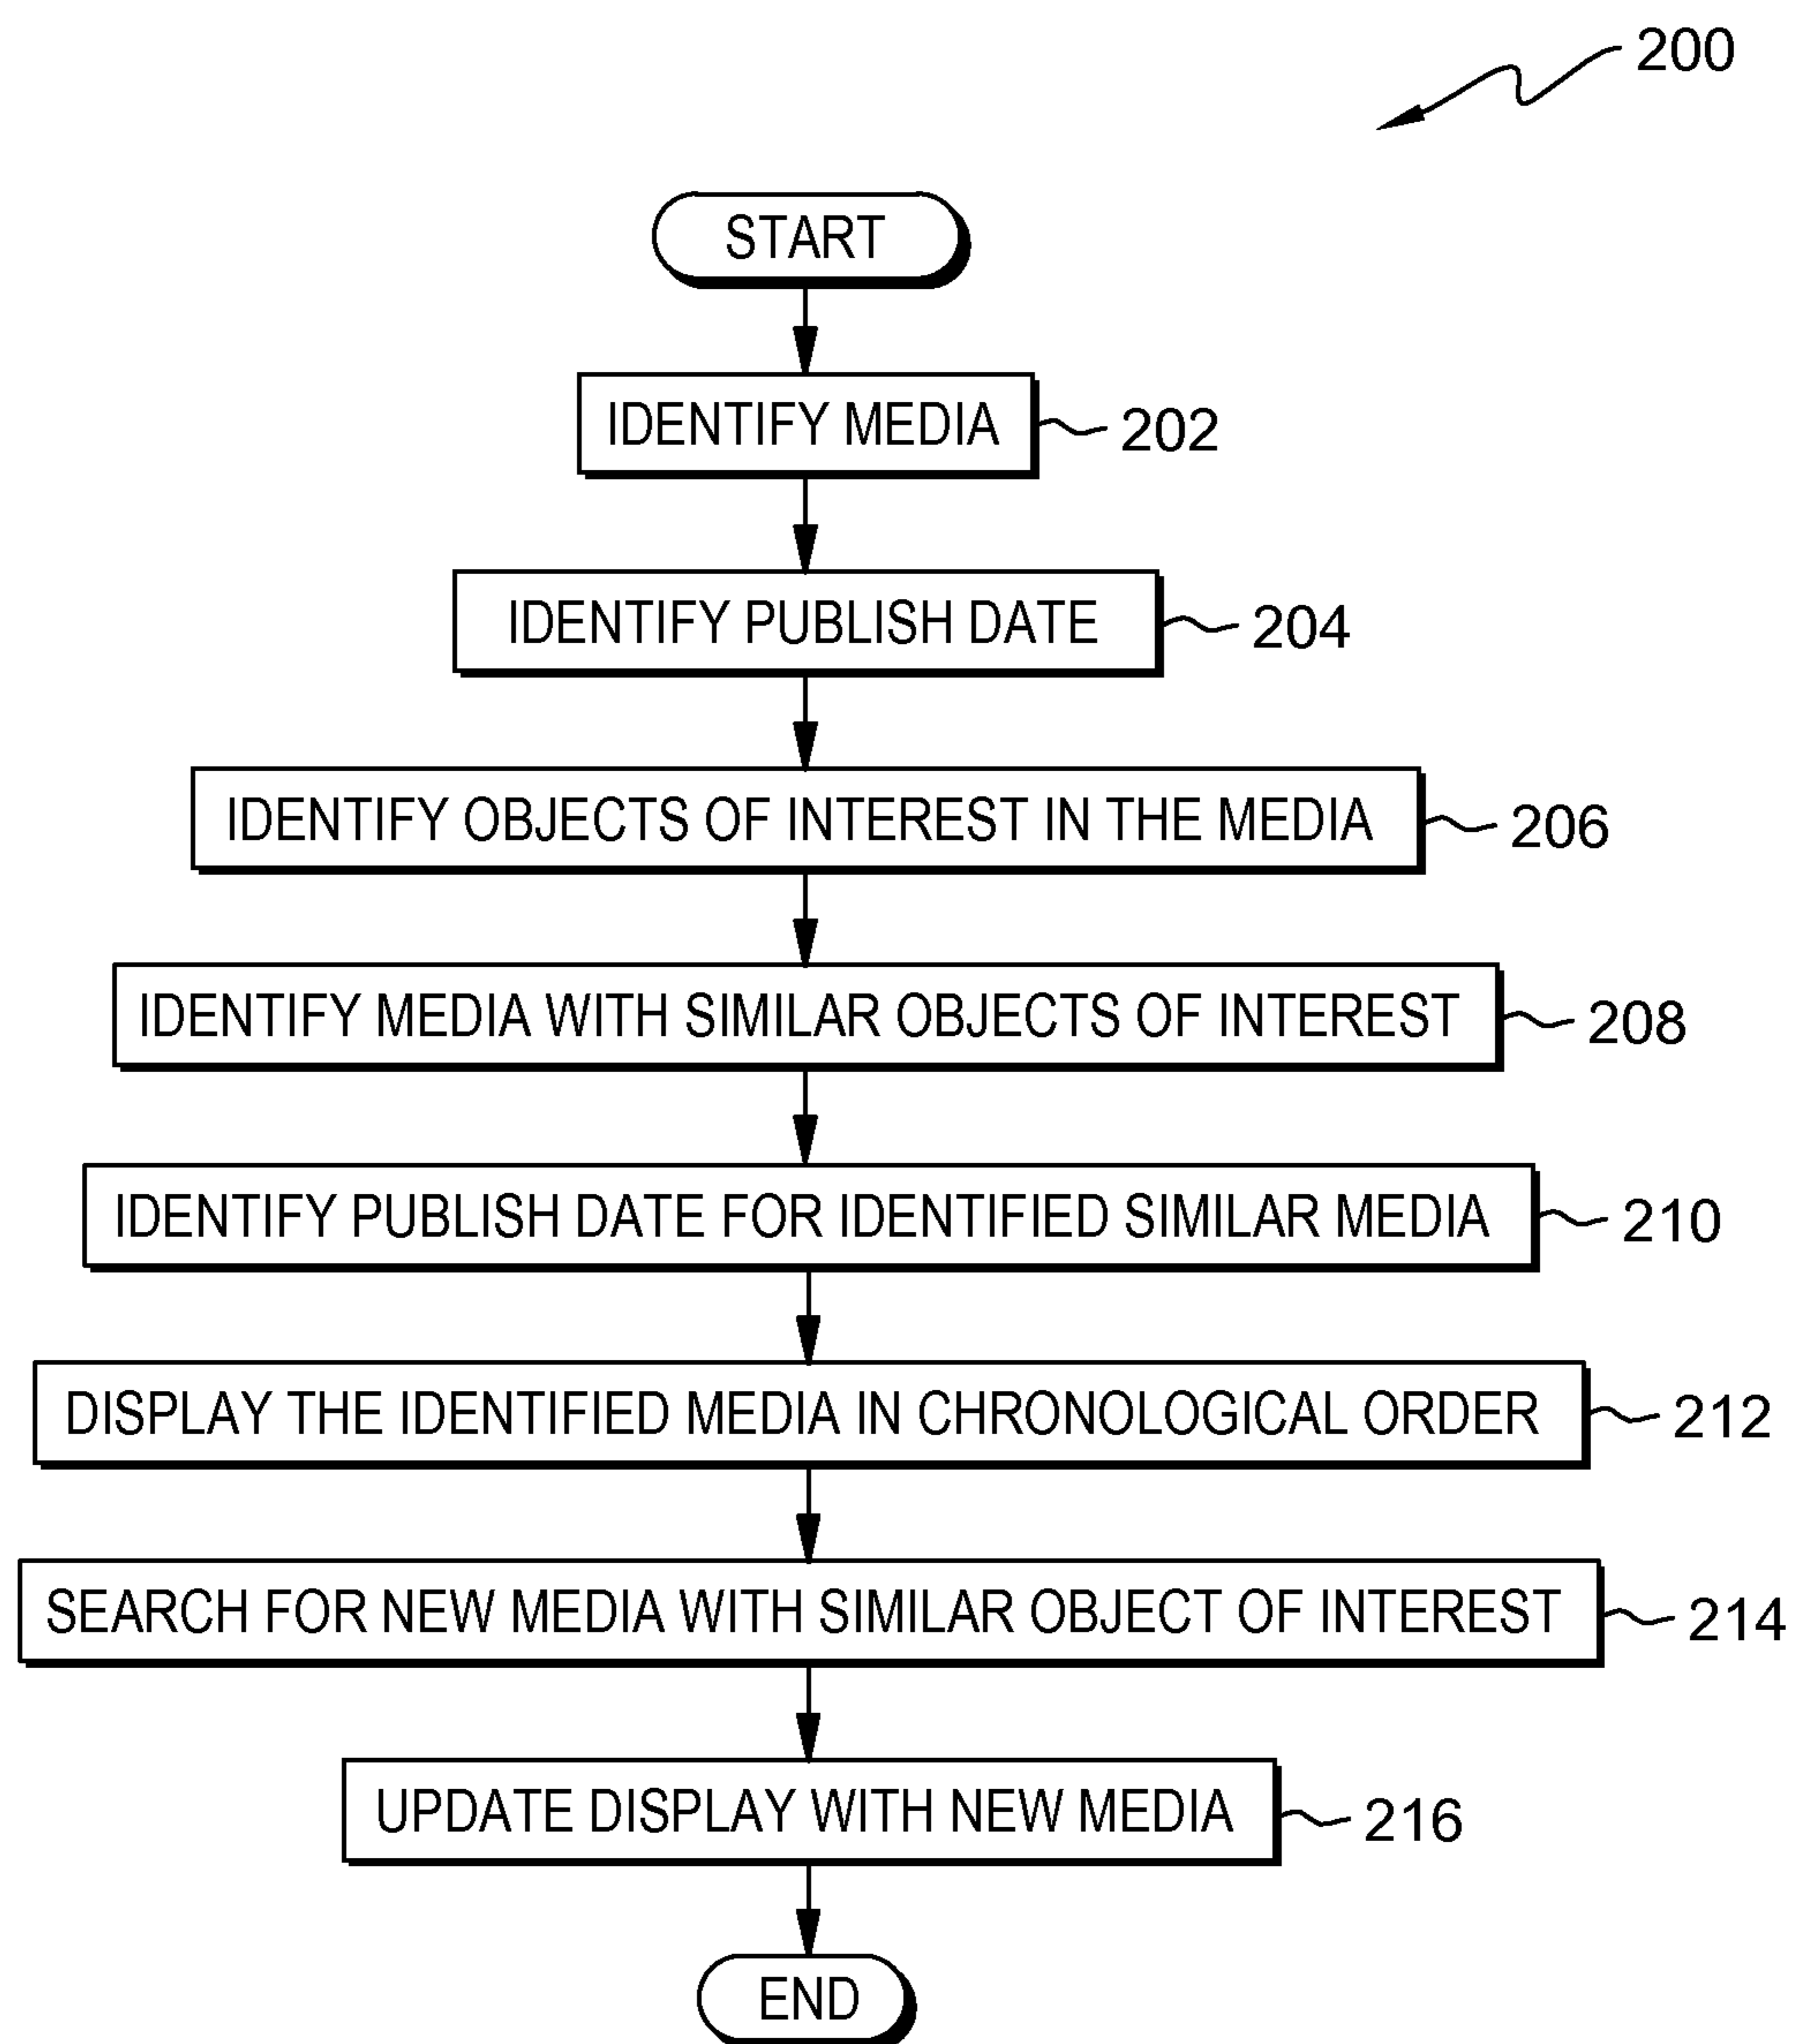 200
START
IDENTIFY MEDIA 202
IDENTIFY PUBLISH DATE 204
IDENTIFY OBJECTS OF INTEREST IN THE MEDIA 206
IDENTIFY MEDIA WITH SIMILAR OBJECTS OF INTEREST 208
IDENTIFY PUBLISH DATE FOR IDENTIFIED SIMILAR MEDIA 210
DISPLAY THE IDENTIFIED MEDIA IN CHRONOLOGICAL ORDER 212
SEARCH FOR NEW MEDIA WITH SIMILAR OBJECT OF INTEREST 214
UPDATE DISPLAY WITH NEW MEDIA 216
END